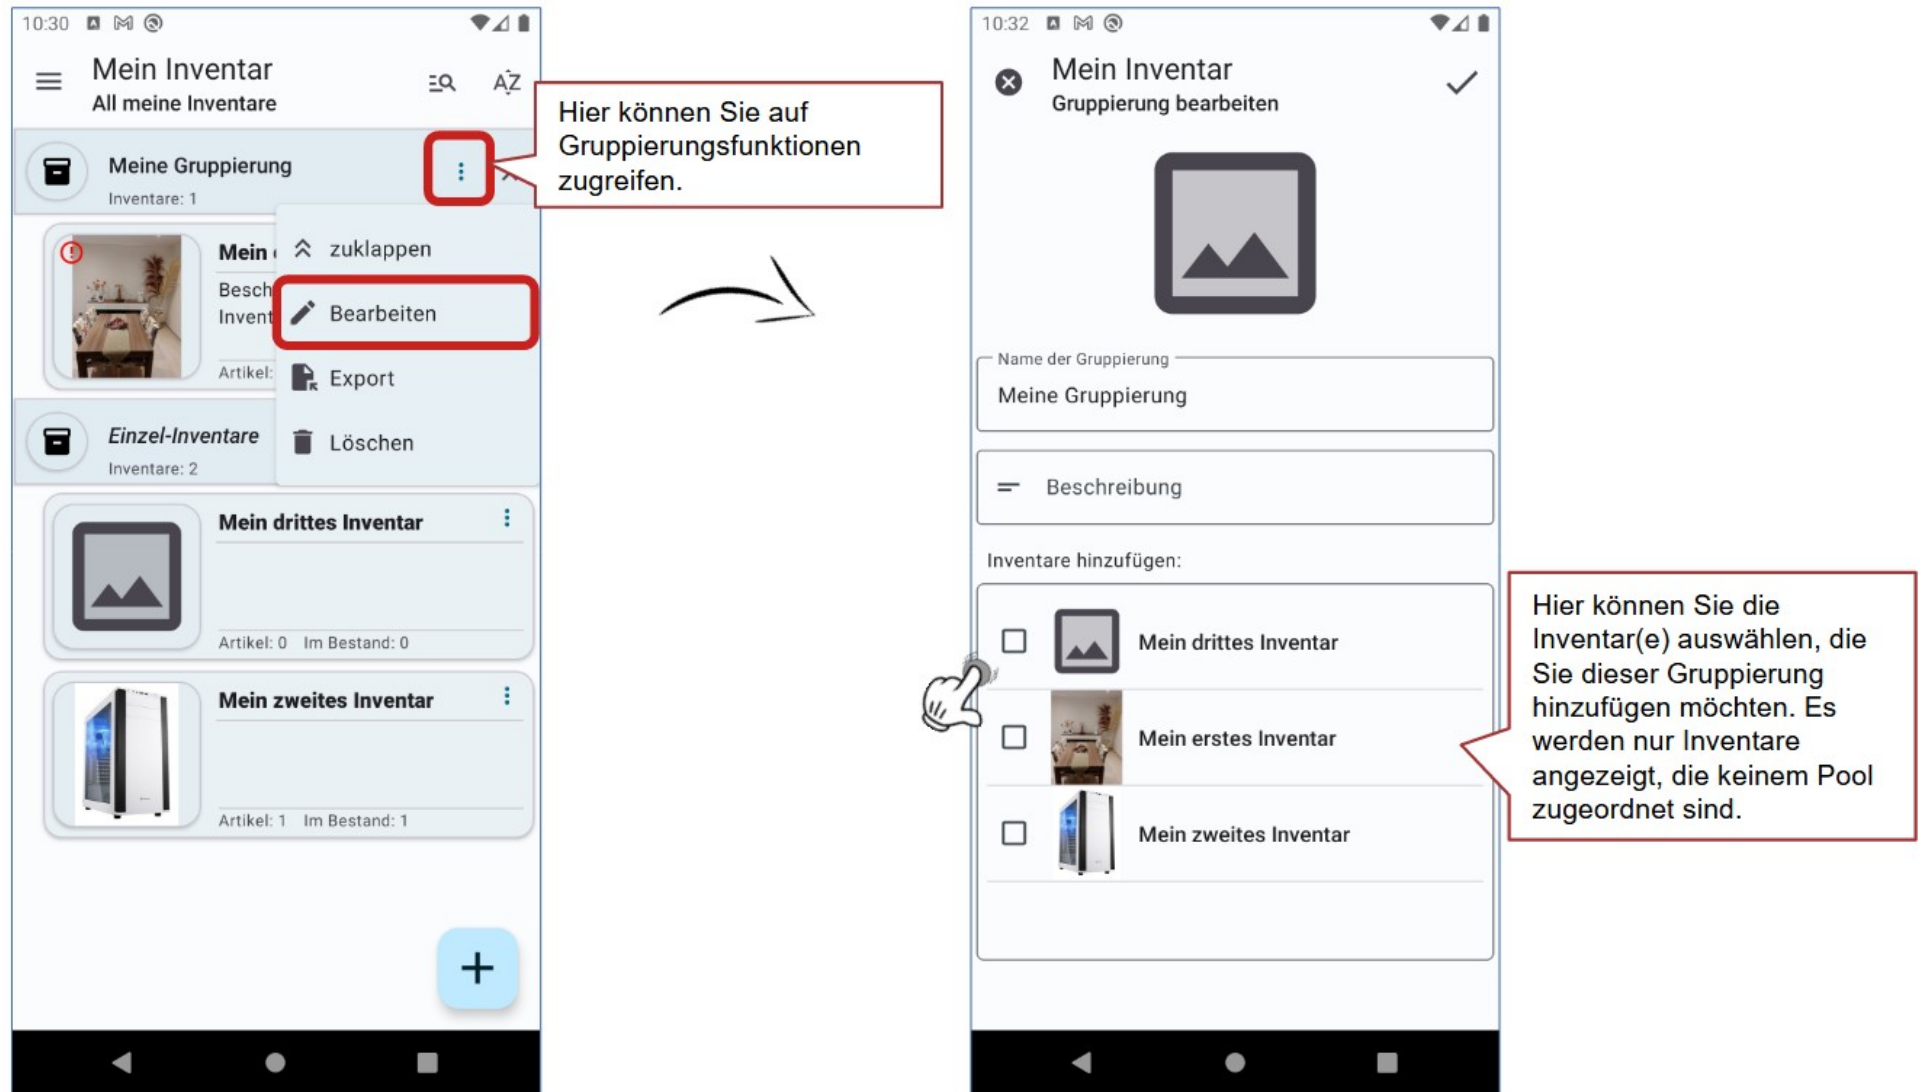 10:30
Mein Inventar
All meine Inventare
AZ
Meine Gruppierung
Inventare: 1
zuklappen
Mein
Besch
Invent
Bearbeiten
Artikel:
Export
Einzel-Inventare
Inventare: 2
Löschen
Mein drittes Inventar
Artikel: 0 Im Bestand: 0
Mein zweites Inventar
Artikel: 1 Im Bestand: 1
Hier können Sie auf
Gruppierungsfunktionen
zugreifen.
10:32
Mein Inventar
Gruppierung bearbeiten
Name der Gruppierung
Meine Gruppierung
Beschreibung
Inventare hinzufügen:
Mein drittes Inventar
Mein erstes Inventar
Mein zweites Inventar
Hier können Sie die
Inventar(e) auswählen, die
Sie dieser Gruppierung
hinzufügen möchten. Es
werden nur Inventare
angezeigt, die keinem Pool
zugeordnet sind.